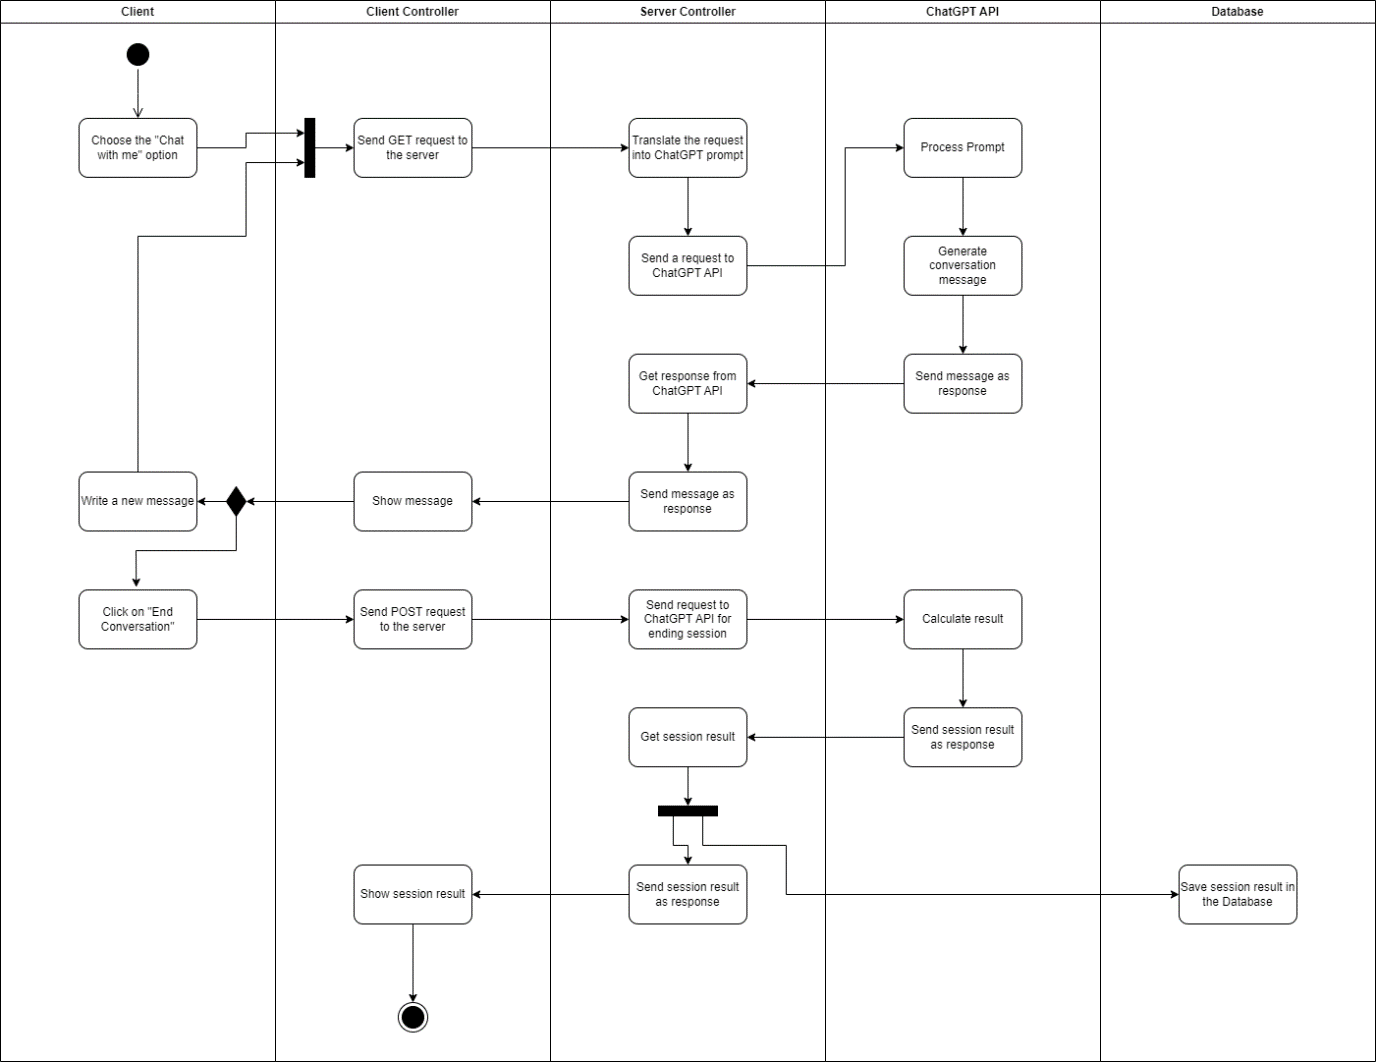 Client
Client Controller
Server Controller
ChatGPT API
Database
Choose the "Chat
with me" option
Send GET request to
the server
Translate the request
into ChatGPT prompt
Process Prompt
Send a request to
ChatGPT API
Generate
conversation
message
Get response from
ChatGPT API
Send message as
response
Write a new message
Show message
Send message as
response
Click on "End
Conversation"
Send POST request
to the server
Send request to
ChatGPT API for
ending session
Calculate result
Get session result
Send session result
as response
Show session result
Send session result
as response
Save session result in
the Database